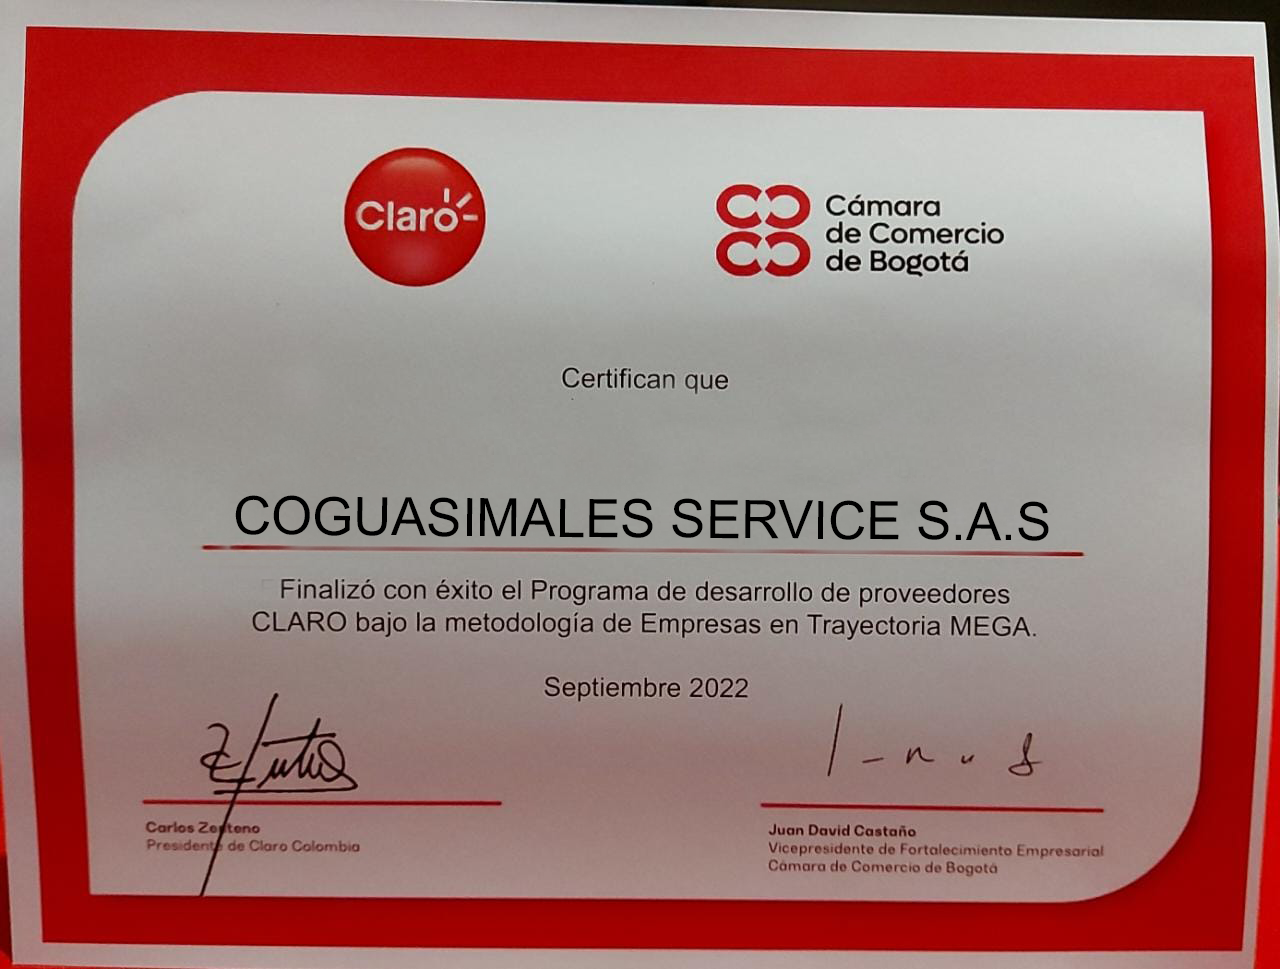 Claro
Cámara
de Comercio
de Bogotá
Certifican que
COGUASIMALES SERVICE S.A.S
Finalizó con éxito el Programa de desarrollo de proveedores
CLARO bajo la metodología de Empresas en Trayectoria MEGA.
Septiembre 2022
Carlos Zenteno
Presidente de Claro Colombia
Juan David Castaño
Vicepresidente de Fortalecimiento Empresarial
Cámara de Comercio de Bogotá